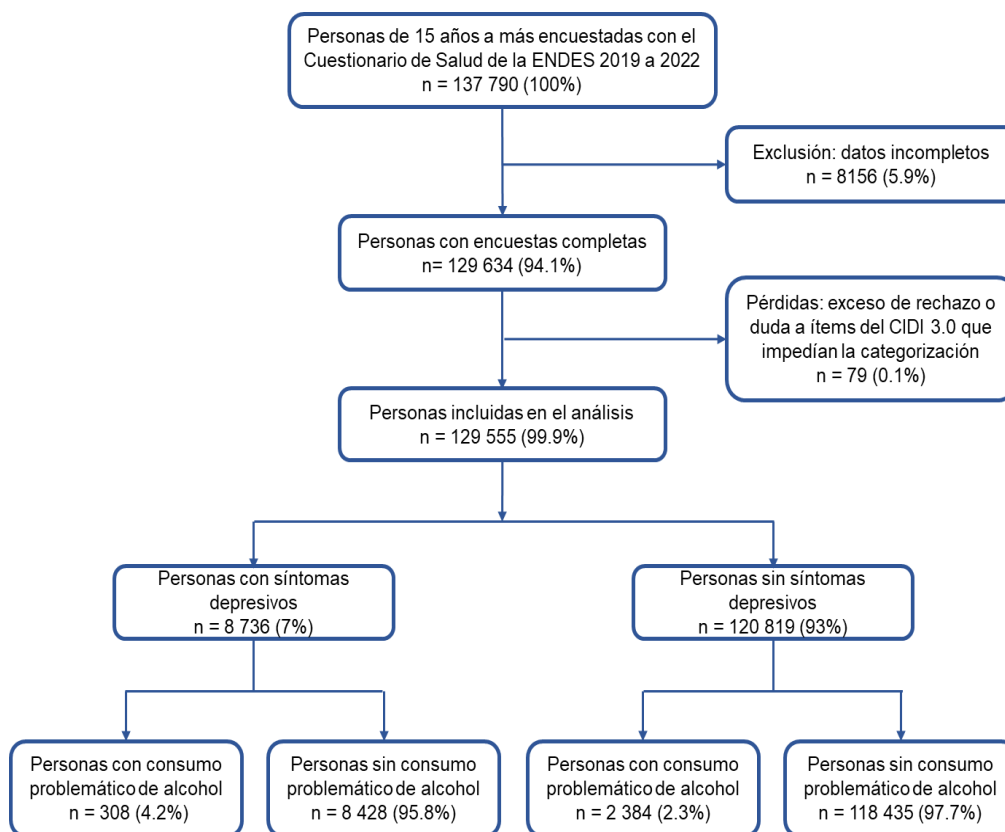 Personas de 15 años a más encuestadas con el
Cuestionario de Salud de la ENDES 2019 a 2022
n = 137 790 (100%)
Exclusión: datos incompletos
n = 8156 (5.9%)
Personas con encuestas completas
n= 129 634 (94.1%)
Pérdidas: exceso de rechazo o
duda a ítems del CIDI 3.0 que
impedían la categorización
n = 79 (0.1%)
Personas incluidas en el análisis
n = 129 555 (99.9%)
Personas con síntomas
depresivos
n = 8 736 (7%)
Personas sin síntomas
depresivos
n = 120 819 (93%)
Personas con consumo
problemático de alcohol
n = 308 (4.2%)
Personas sin consumo
problemático de alcohol
n = 8 428 (95.8%)
Personas con consumo
problemático de alcohol
n = 2 384 (2.3%)
Personas sin consumo
problemático de alcohol
n = 118 435 (97.7%)